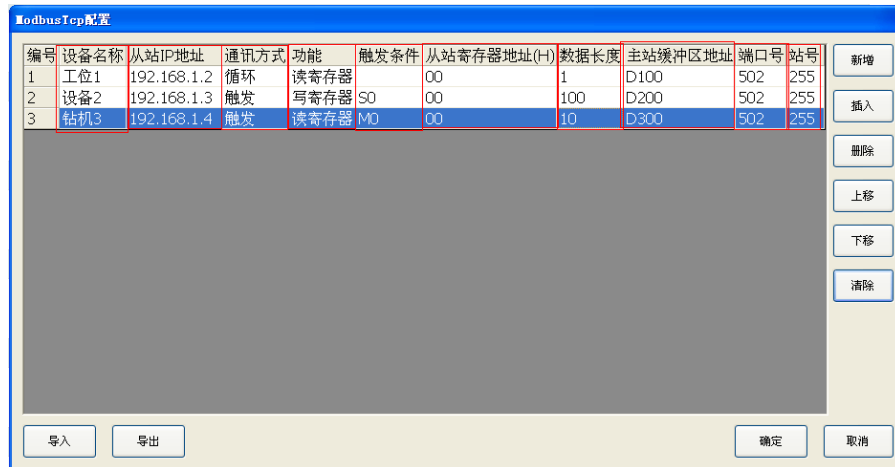 ModbusTcp配置
编号 设备名称 从站IP地址 通讯方式 功能 触发条件 从站寄存器地址(H) 数据长度 主站缓冲区地址 端口号 站号
1 工位1 192.168.1.2 循环 读寄存器 00 1 D100 502 255
2 设备2 192.168.1.3 触发 写寄存器 S0 00 100 D200 502 255
3 钻机3 192.168.1.4 触发 读寄存器 M0 00 10 D300 502 255
新增
插入
删除
上移
下移
清除
导入 导出 确定 取消